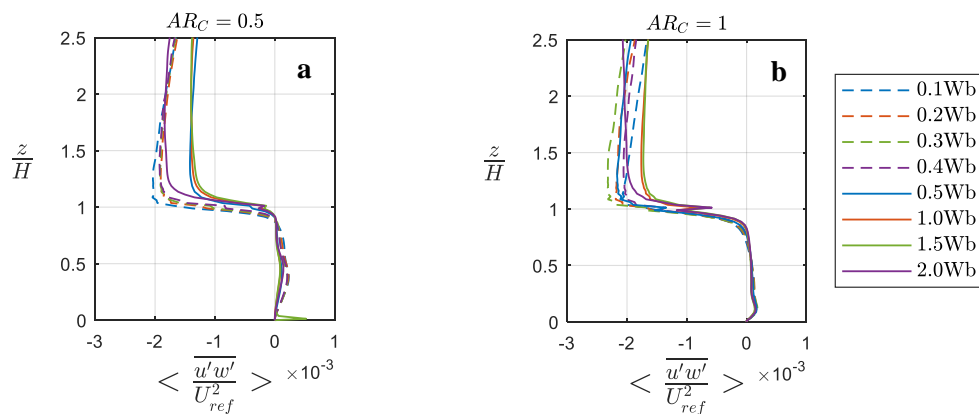 AR_C = 0.5
a
2.5
2
1.5
1
0.5
0
z/H
-3 -2 -1 0 1
< \overline{u'w'}/U²_ref > ×10⁻³
AR_C = 1
b
2.5
2
1.5
1
0.5
0
z/H
-3 -2 -1 0 1
< \overline{u'w'}/U²_ref > ×10⁻³
0.1Wb
0.2Wb
0.3Wb
0.4Wb
0.5Wb
1.0Wb
1.5Wb
2.0Wb